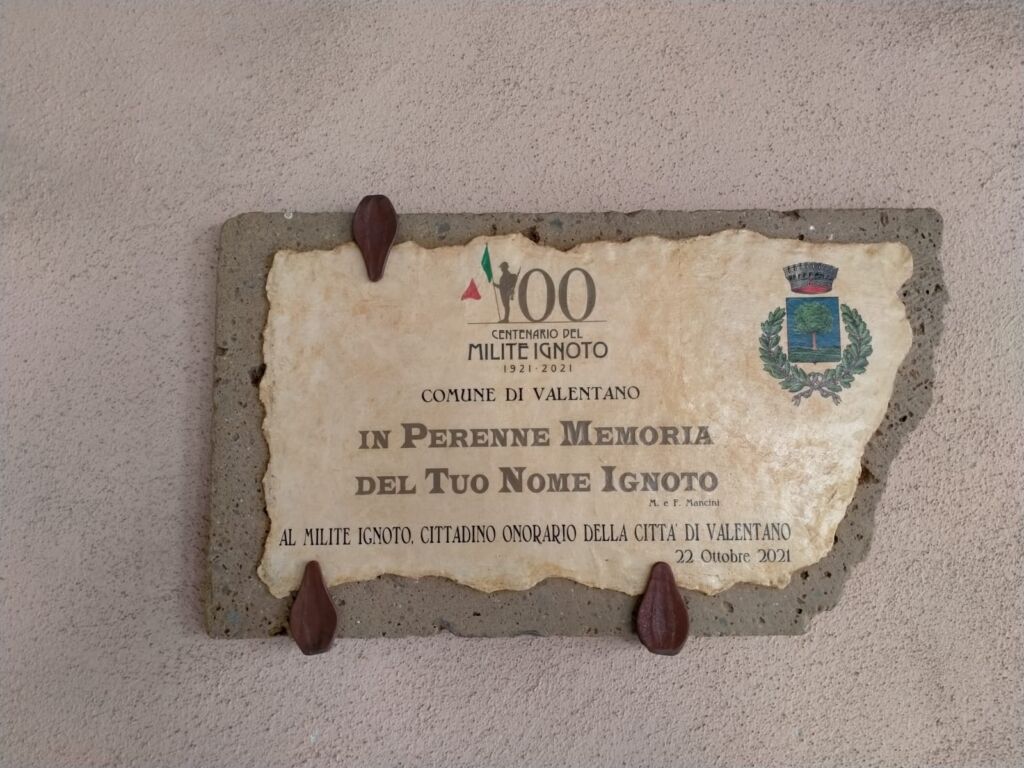 100
CENTENARIO DEL
MILITE IGNOTO
1921 · 2021
COMUNE DI VALENTANO
IN PERENNE MEMORIA
DEL TUO NOME IGNOTO
M. e F. Mancini
AL MILITE IGNOTO, CITTADINO ONORARIO DELLA CITTA' DI VALENTANO
22 Ottobre 2021